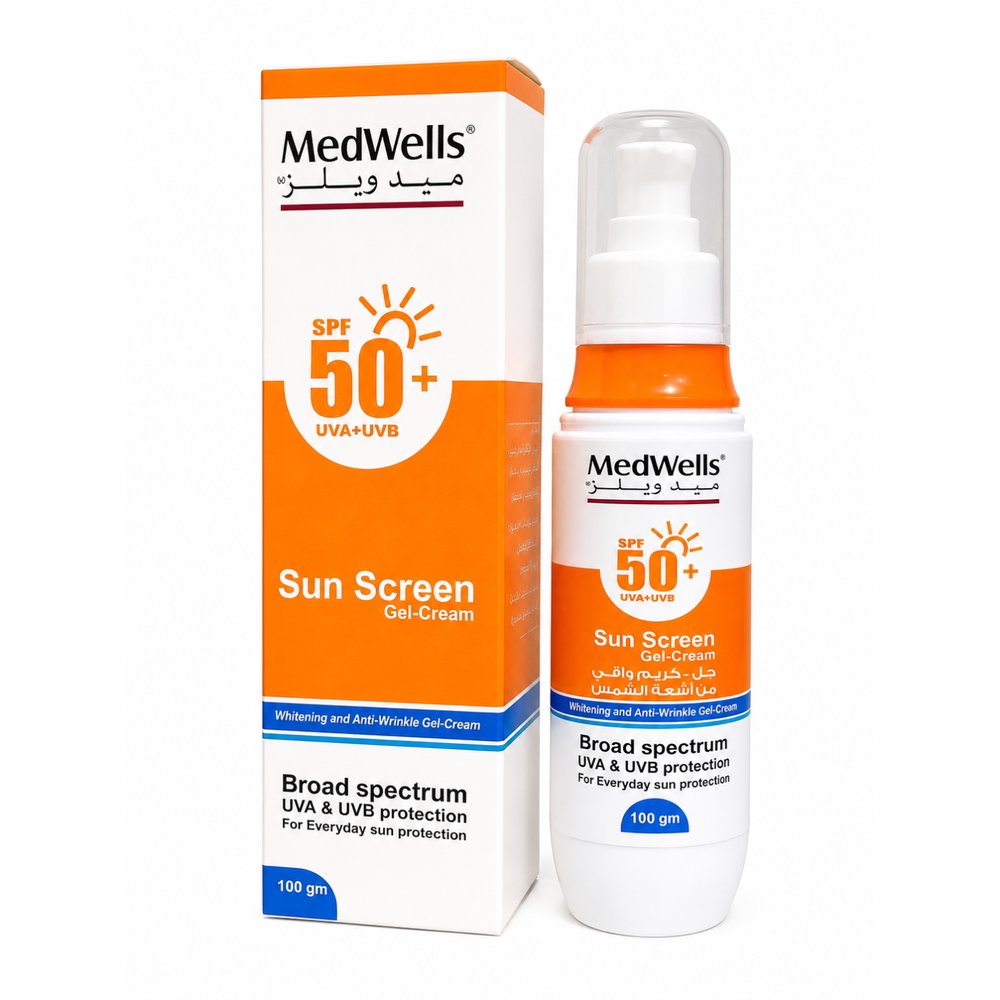 MedWells®
ميد ويلز
SPF
50+
UVA+UVB
Sun Screen
Gel-Cream
Whitening and Anti-Wrinkle Gel-Cream
Broad spectrum
UVA & UVB protection
For Everyday sun protection
100 gm
MedWells®
ميد ويلز
SPF
50+
UVA+UVB
Sun Screen
Gel-Cream
جل - كريم واقي
من أشعة الشمس
Whitening and Anti-Wrinkle Gel-Cream
Broad spectrum
UVA & UVB protection
For Everyday sun protection
100 gm